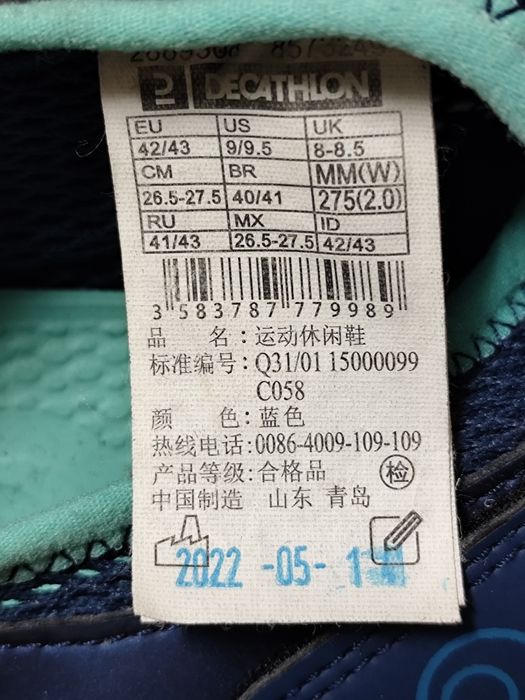 DECATHLON
EU US UK
42/43 9/9.5 8-8.5
CM BR MM(W)
26.5-27.5 40/41 275(2.0)
RU MX ID
41/43 26.5-27.5 42/43
3 583787 779989
品 名：运动休闲鞋
标准编号：Q31/01 15000099
C058
颜 色：蓝色
热线电话：0086-4009-109-109
产品等级：合格品 检
中国制造 山东 青岛
2022 -05-